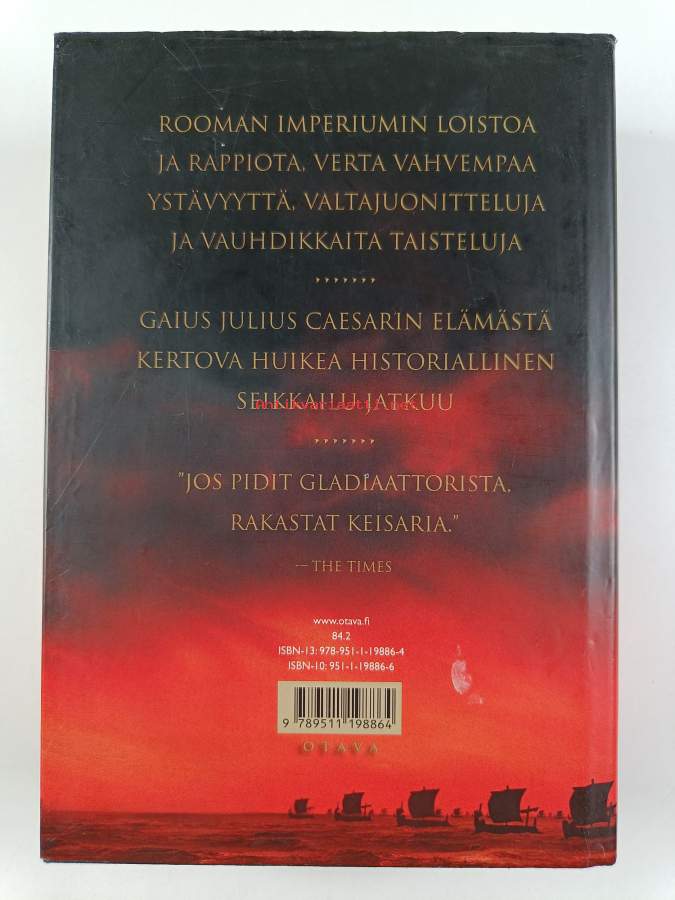 ROOMAN IMPERIUMIN LOISTOA
JA RAPPIOTA, VERTA VAHVEMPAA
YSTÄVYYTTÄ, VALTAJUONITTELUJA
JA VAUHDIKKAITA TAISTELUJA
GAIUS JULIUS CAESARIN ELÄMÄSTÄ
KERTOVA HUIKEA HISTORIALLINEN
SEIKKAILU JATKUU
"JOS PIDIT GLADIAATTORISTA,
RAKASTAT KEISARIA."
— THE TIMES
www.otava.fi
84.2
ISBN-13: 978-951-1-19886-4
ISBN-10: 951-1-19886-6
9 789511 198864
OTAVA